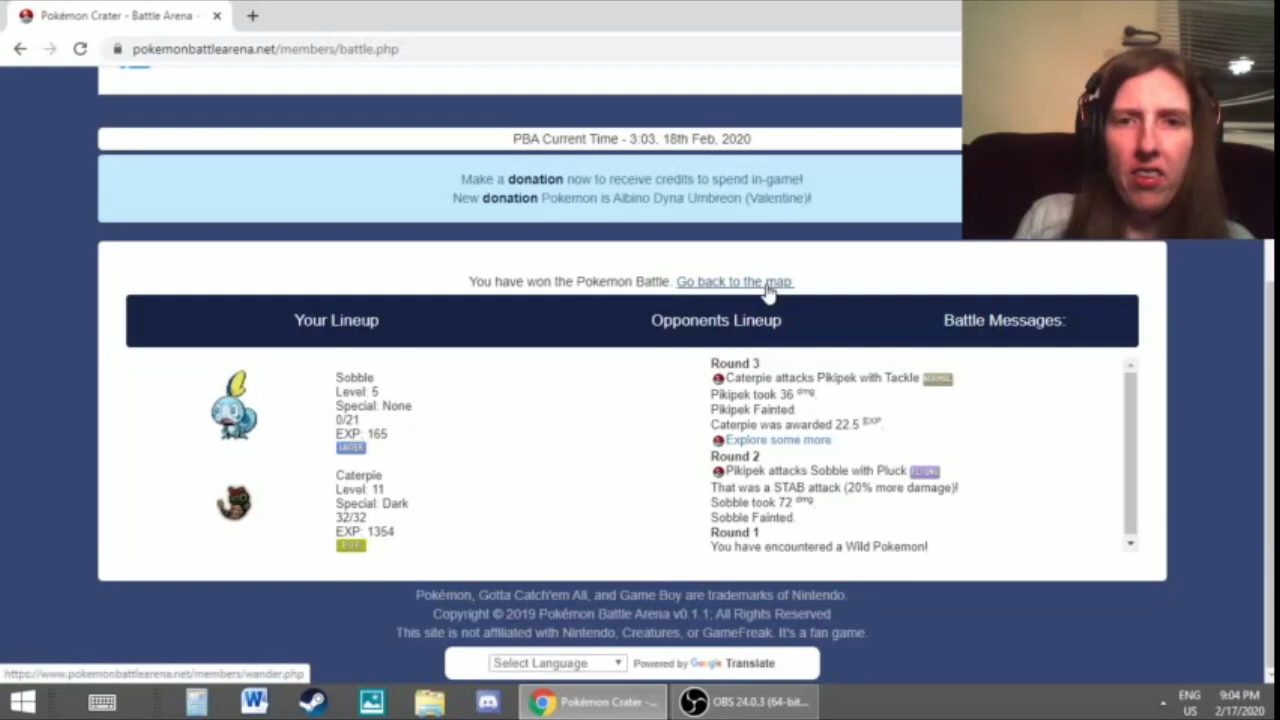 Pokémon Crater - Battle Arena -
pokemonbattlearena.net/members/battle.php
PBA Current Time - 3:03, 18th Feb, 2020
Make a donation now to receive credits to spend in-game!
New donation Pokemon is Albino Dyna Umbreon (Valentine)!
You have won the Pokemon Battle. Go back to the map.
Your Lineup Opponents Lineup Battle Messages:
Sobble
Level: 5
Special: None
0/21
EXP: 165
WATER
Caterpie
Level: 11
Special: Dark
32/32
EXP: 1354
BUG
Round 3
Caterpie attacks Pikipek with Tackle NORMAL
Pikipek took 36 dmg.
Pikipek Fainted.
Caterpie was awarded 22.5 EXP.
Explore some more
Round 2
Pikipek attacks Sobble with Pluck FLYING
That was a STAB attack (20% more damage)!
Sobble took 72 dmg.
Sobble Fainted.
Round 1
You have encountered a Wild Pokemon!
Pokémon, Gotta Catch'em All, and Game Boy are trademarks of Nintendo.
Copyright © 2019 Pokémon Battle Arena v0.1.1; All Rights Reserved
This site is not affiliated with Nintendo, Creatures, or GameFreak. It's a fan game.
Select Language Powered by Google Translate
https://www.pokemonbattlearena.net/members/wander.php
Pokémon Crater -... OBS 24.0.3 (64-bit... ENG 9:04 PM
US 2/17/2020